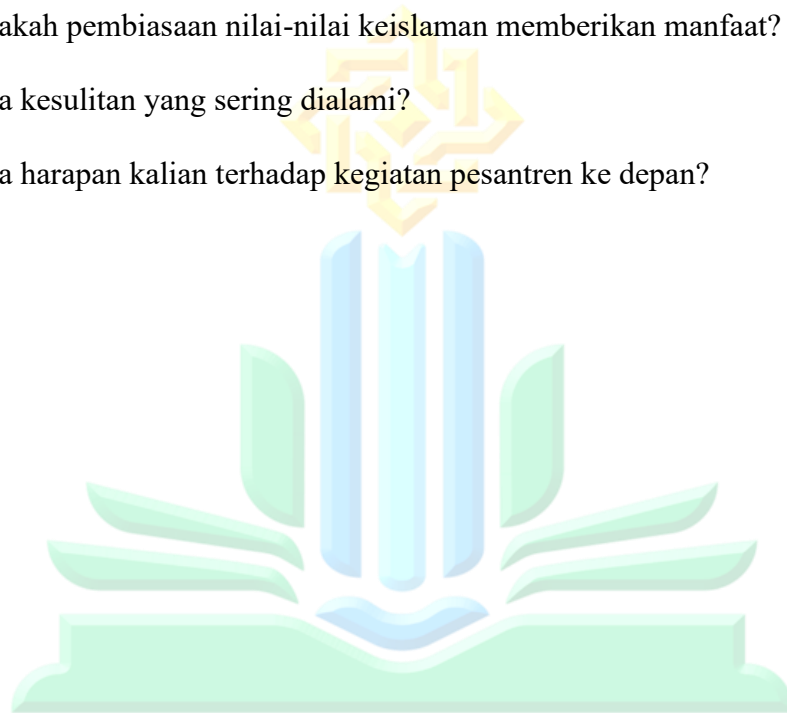 akah pembiasaan nilai-nilai keislaman memberikan manfaat?
a kesulitan yang sering dialami?
a harapan kalian terhadap kegiatan pesantren ke depan?